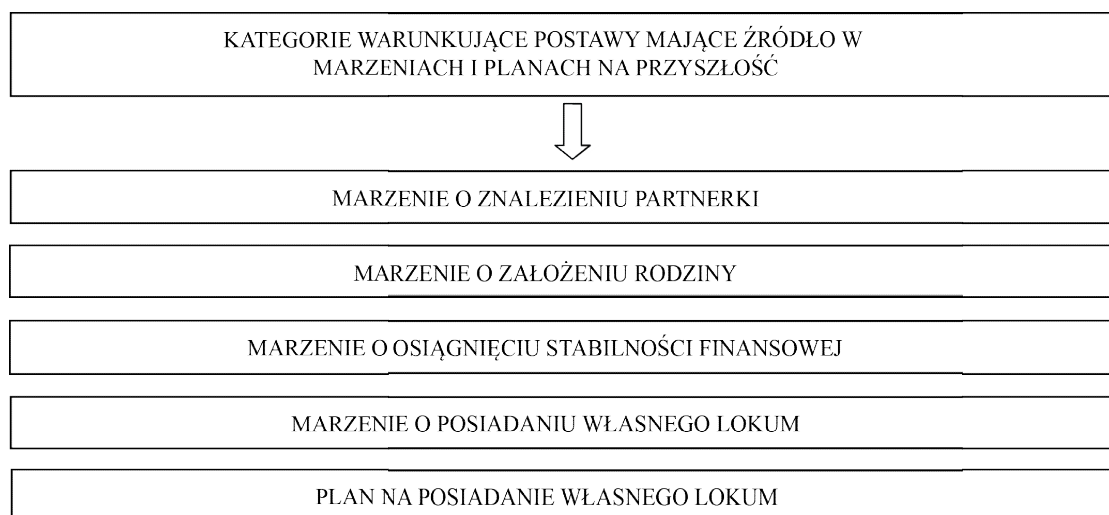 KATEGORIE WARUNKUJĄCE POSTAWY MAJĄCE ŹRÓDŁO W
MARZENIACH I PLANACH NA PRZYSZŁOŚĆ
MARZENIE O ZNALEZIENIU PARTNERKI
MARZENIE O ZAŁOŻENIU RODZINY
MARZENIE O OSIĄGNIĘCIU STABILNOŚCI FINANSOWEJ
MARZENIE O POSIADANIU WŁASNEGO LOKUM
PLAN NA POSIADANIE WŁASNEGO LOKUM